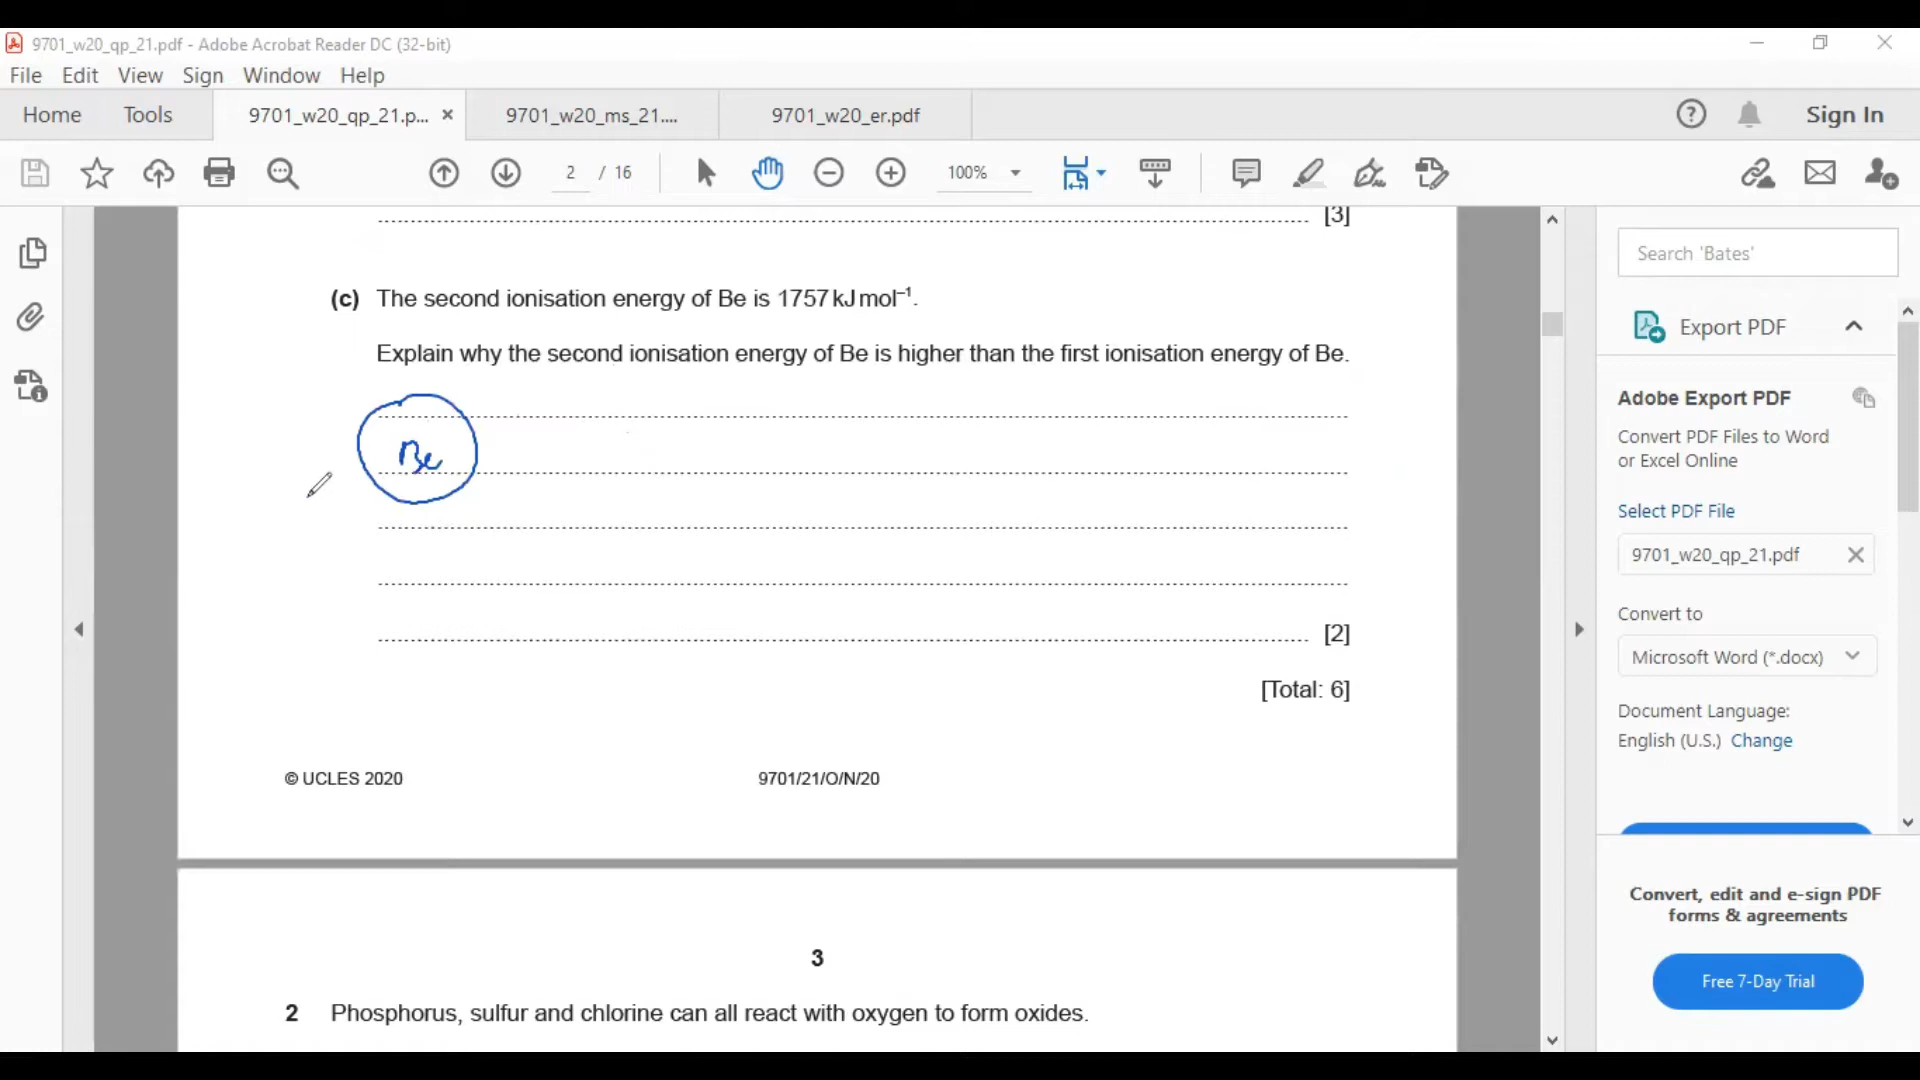 9701_w20_qp_21.pdf - Adobe Acrobat Reader DC (32-bit)
File Edit View Sign Window Help
Home Tools 9701_w20_qp_21.p... × 9701_w20_ms_21.... 9701_w20_er.pdf Sign In
2 / 16 100%
[3]
(c) The second ionisation energy of Be is 1757 kJ mol⁻¹.
Explain why the second ionisation energy of Be is higher than the first ionisation energy of Be.
Be
[2]
[Total: 6]
© UCLES 2020 9701/21/O/N/20
3
2 Phosphorus, sulfur and chlorine can all react with oxygen to form oxides.
Search 'Bates'
Export PDF
Adobe Export PDF
Convert PDF Files to Word
or Excel Online
Select PDF File
9701_w20_qp_21.pdf
Convert to
Microsoft Word (*.docx)
Document Language:
English (U.S.) Change
Convert, edit and e-sign PDF
forms & agreements
Free 7-Day Trial